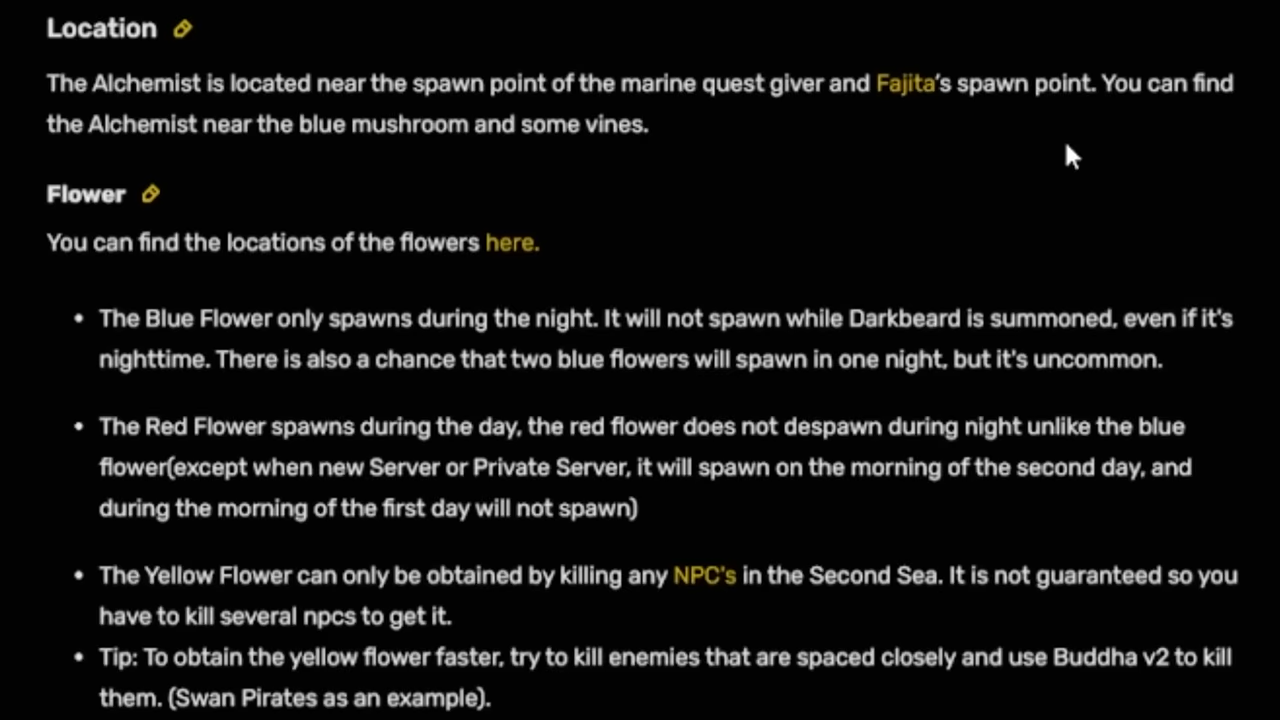 Location
The Alchemist is located near the spawn point of the marine quest giver and Fajita's spawn point. You can find
the Alchemist near the blue mushroom and some vines.
Flower
You can find the locations of the flowers here.
• The Blue Flower only spawns during the night. It will not spawn while Darkbeard is summoned, even if it's
nighttime. There is also a chance that two blue flowers will spawn in one night, but it's uncommon.
• The Red Flower spawns during the day, the red flower does not despawn during night unlike the blue
flower(except when new Server or Private Server, it will spawn on the morning of the second day, and
during the morning of the first day will not spawn)
• The Yellow Flower can only be obtained by killing any NPC's in the Second Sea. It is not guaranteed so you
have to kill several npcs to get it.
• Tip: To obtain the yellow flower faster, try to kill enemies that are spaced closely and use Buddha v2 to kill
them. (Swan Pirates as an example).